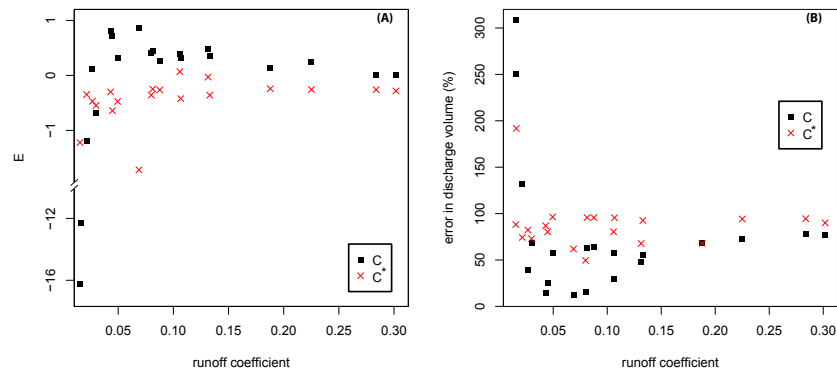 (A)
1
0
−1
−12
−16
E
C
C*
0.05 0.10 0.15 0.20 0.25 0.30
runoff coefficient
(B)
300
250
200
150
100
50
0
error in discharge volume (%)
C
C*
0.05 0.10 0.15 0.20 0.25 0.30
runoff coefficient